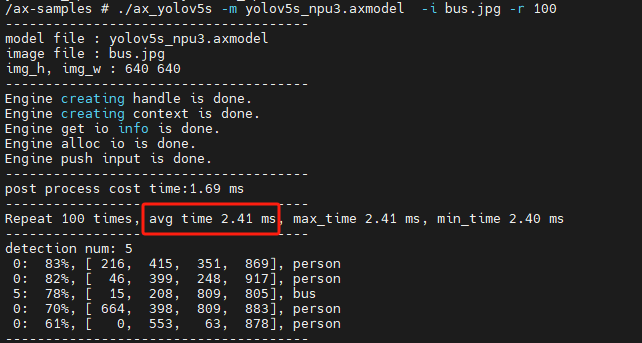 /ax-samples # ./ax_yolov5s -m yolov5s_npu3.axmodel  -i bus.jpg -r 100
--------------------------------------
model file : yolov5s_npu3.axmodel
image file : bus.jpg
img_h, img_w : 640 640
--------------------------------------
Engine creating handle is done.
Engine creating context is done.
Engine get io info is done.
Engine alloc io is done.
Engine push input is done.
--------------------------------------
post process cost time:1.69 ms
--------------------------------------
Repeat 100 times, avg time 2.41 ms, max_time 2.41 ms, min_time 2.40 ms
--------------------------------------
detection num: 5
 0:  83%, [ 216,  415,  351,  869], person
 0:  82%, [  46,  399,  248,  917], person
 5:  78%, [  15,  208,  809,  805], bus
 0:  70%, [ 664,  398,  809,  883], person
 0:  61%, [   0,  553,   63,  878], person
--------------------------------------